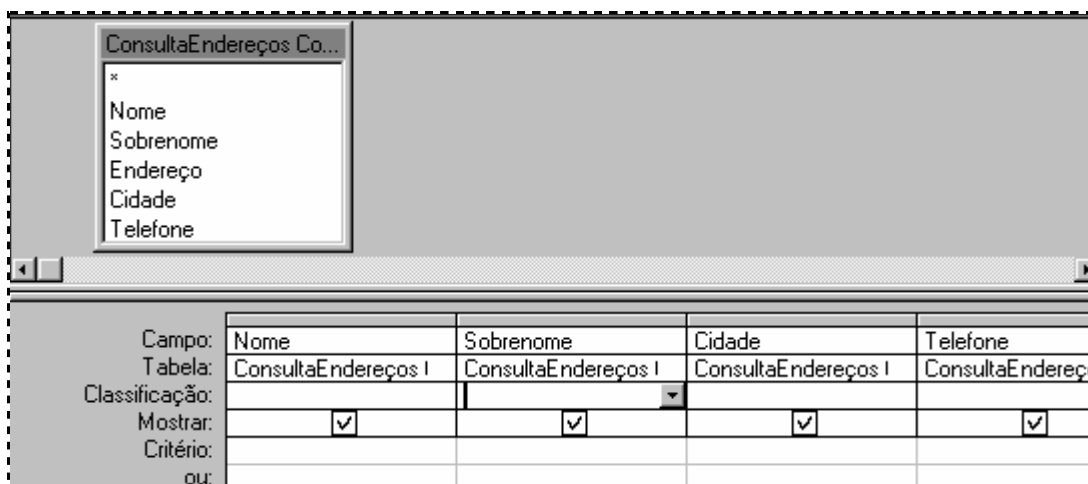 ConsultaEndereços Co...
*
Nome
Sobrenome
Endereço
Cidade
Telefone
Campo: Nome Sobrenome Cidade Telefone
Tabela: ConsultaEndereços ConsultaEndereços ConsultaEndereços ConsultaEndereç
Classificação:
Mostrar:
Critério:
ou: